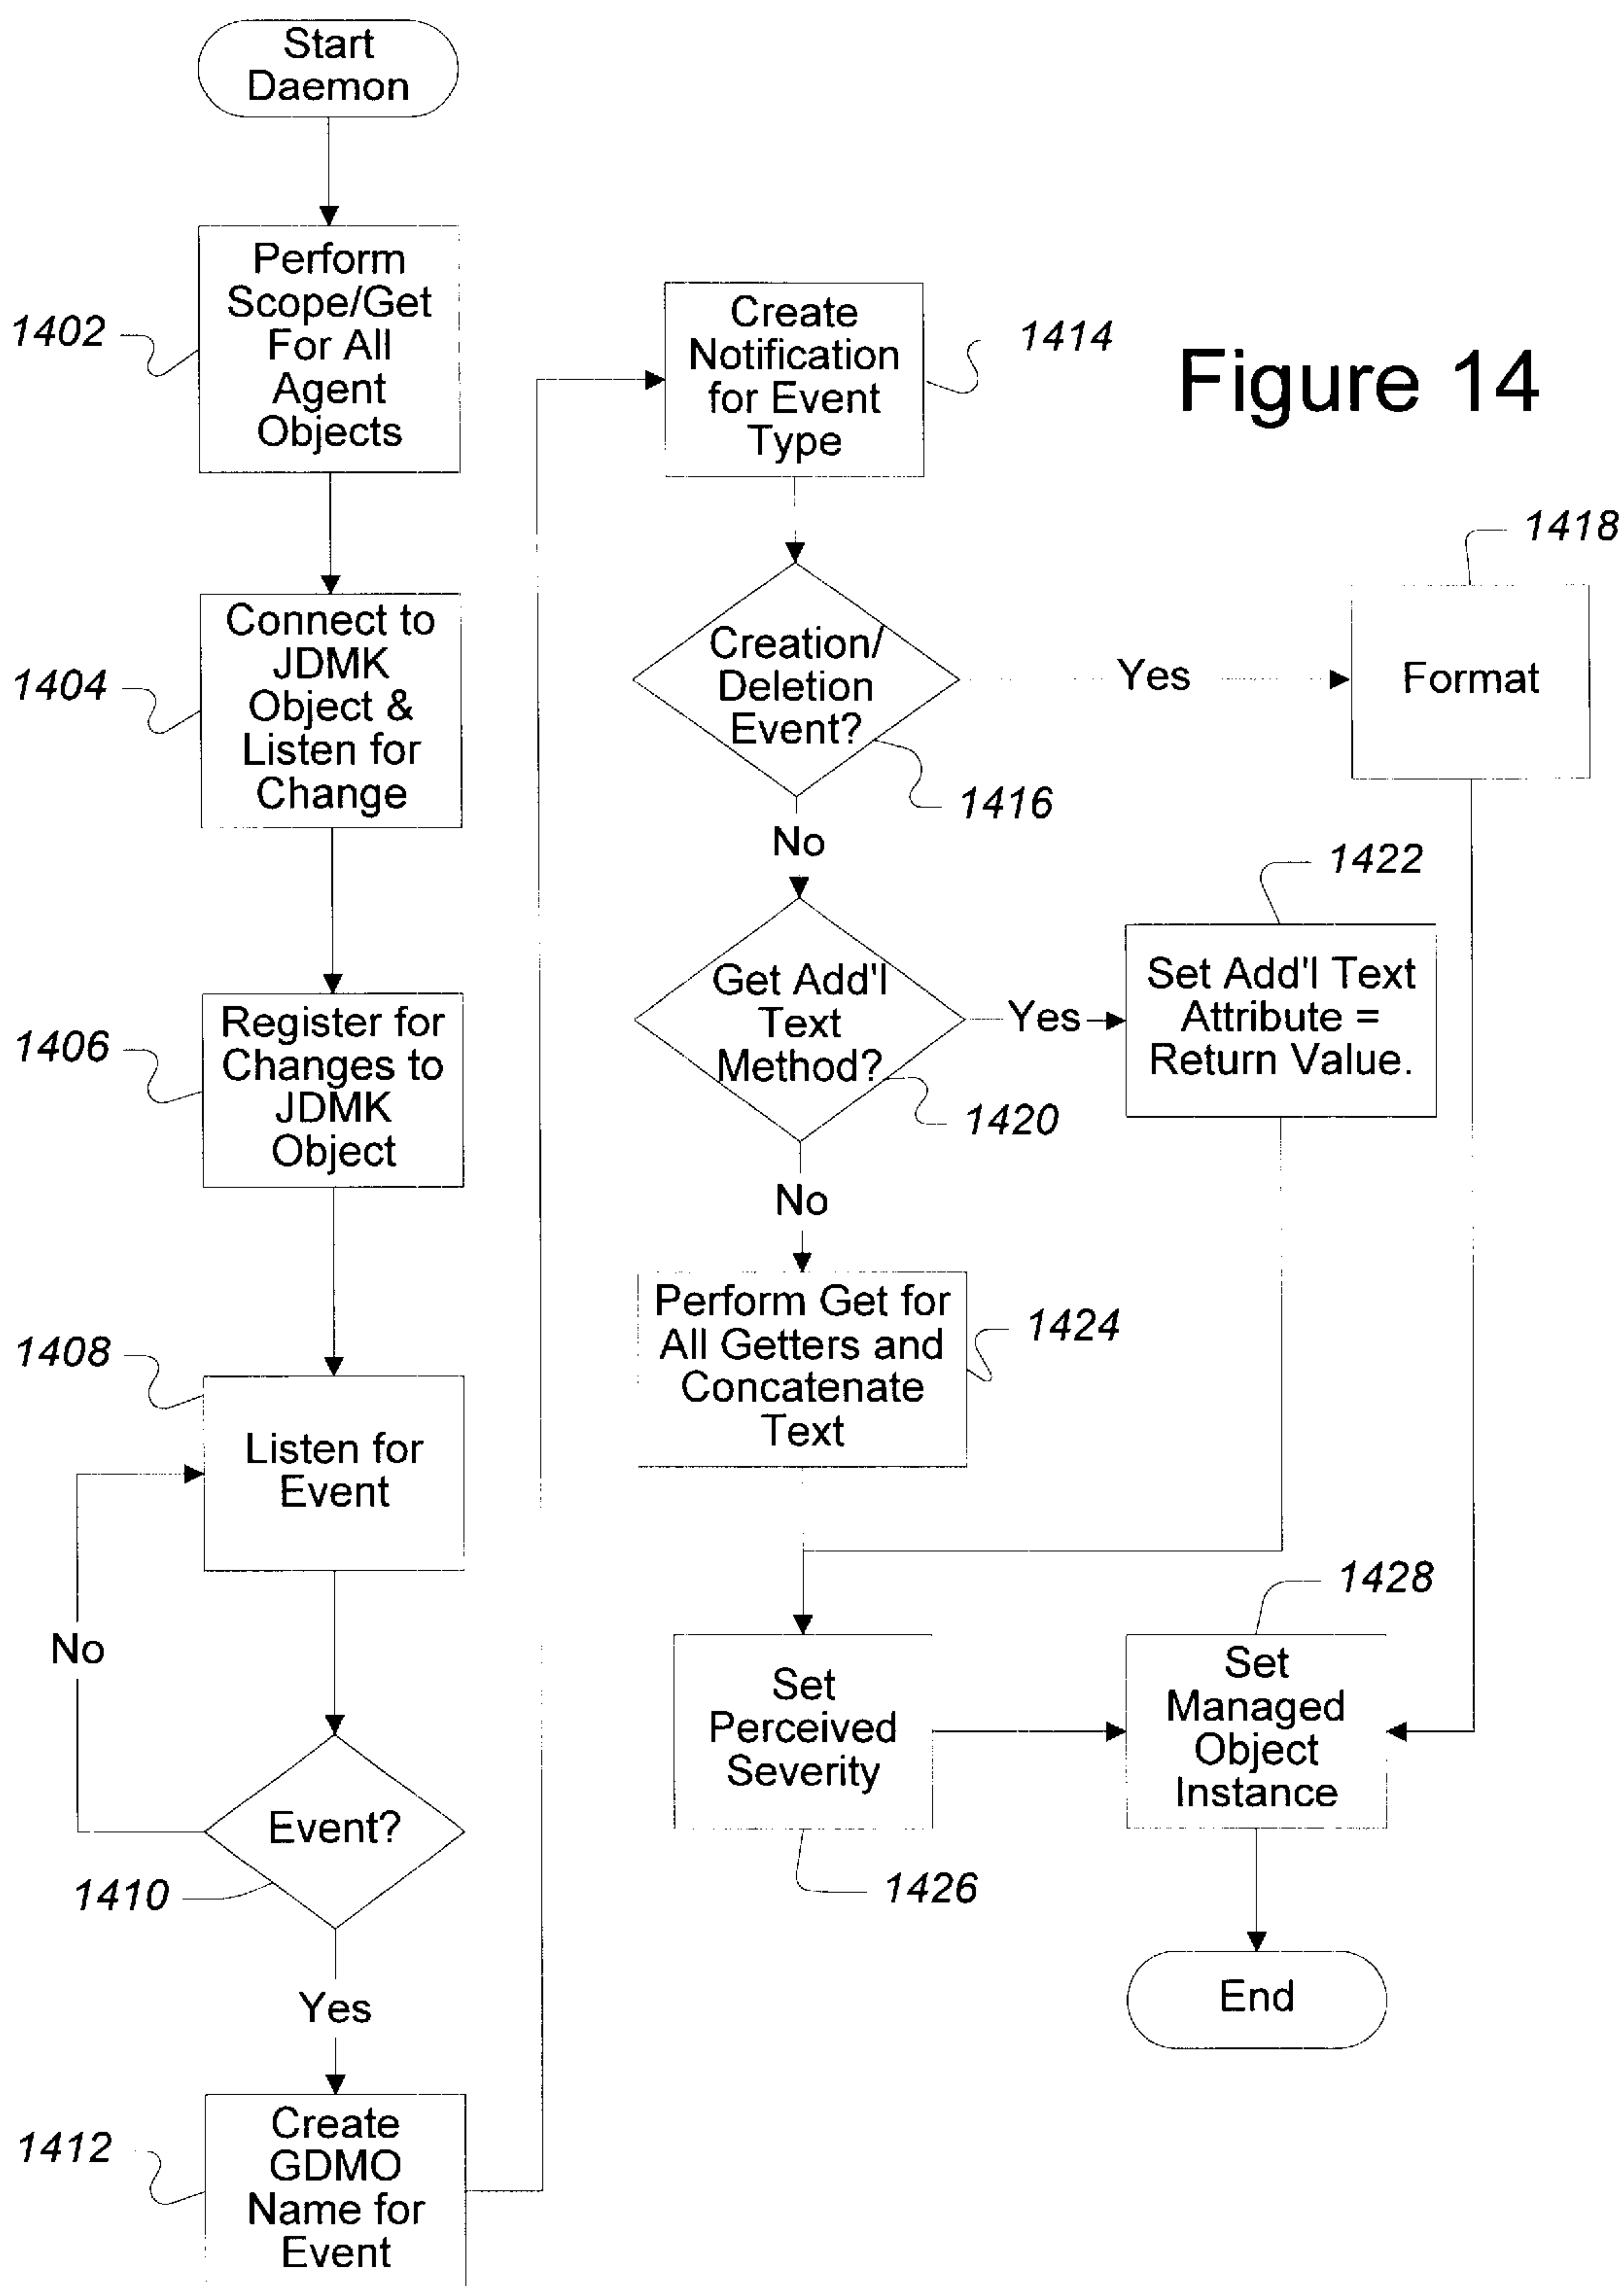 Start
Daemon
1402
Perform
Scope/Get
For All
Agent
Objects
1404
Connect to
JDMK
Object &
Listen for
Change
1406
Register for
Changes to
JDMK
Object
1408
Listen for
Event
No
Event?
1410
Yes
1412
Create
GDMO
Name for
Event
Create
Notification
for Event
Type
1414
Figure 14
Creation/
Deletion
Event?
1416
Yes
1418
Format
No
Get Add'l
Text
Method?
1420
Yes
1422
Set Add'l Text
Attribute =
Return Value.
No
Perform Get for
All Getters and
Concatenate
Text
1424
Set
Perceived
Severity
1426
1428
Set
Managed
Object
Instance
End